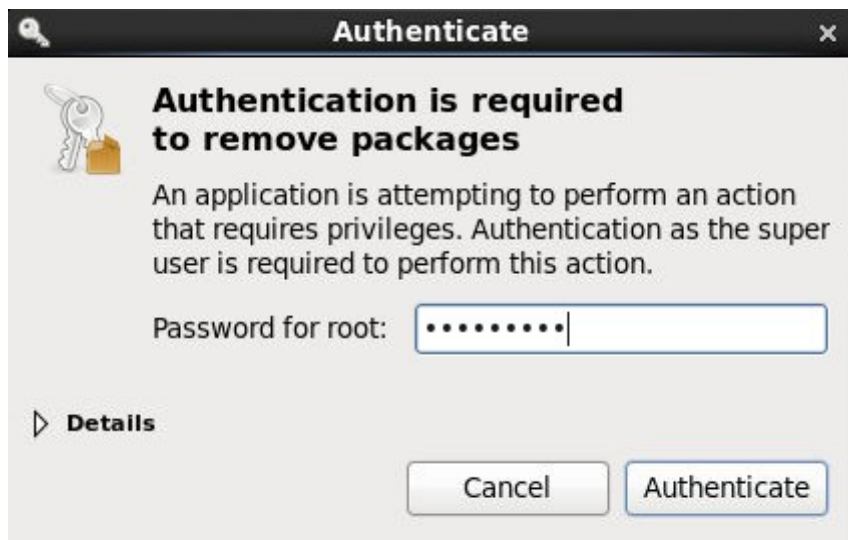 Authenticate
Authentication is required
to remove packages
An application is attempting to perform an action
that requires privileges. Authentication as the super
user is required to perform this action.
Password for root: •••••••••
Details
Cancel Authenticate